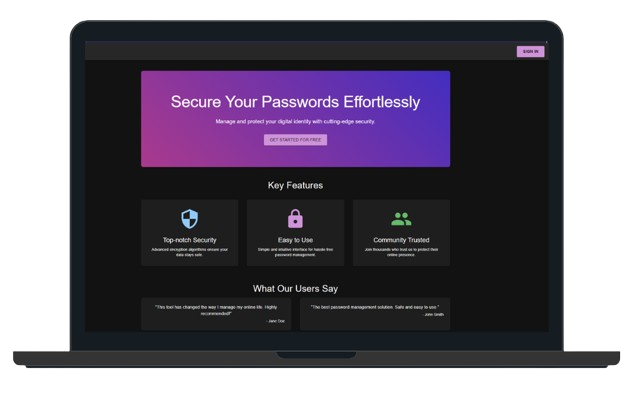 SIGN IN
Secure Your Passwords Effortlessly
Manage and protect your digital identity with cutting-edge security.
GET STARTED FOR FREE
Key Features
Top-notch Security
Advanced encryption algorithms ensure your
data stays safe.
Easy to Use
Simple and intuitive interface for hassle-free
password management.
Community Trusted
Join thousands who trust us to protect their
online presence.
What Our Users Say
"This tool has changed the way I manage my online life. Highly
recommended!"
- Jane Doe
"The best password management solution. Safe and easy to use."
- John Smith